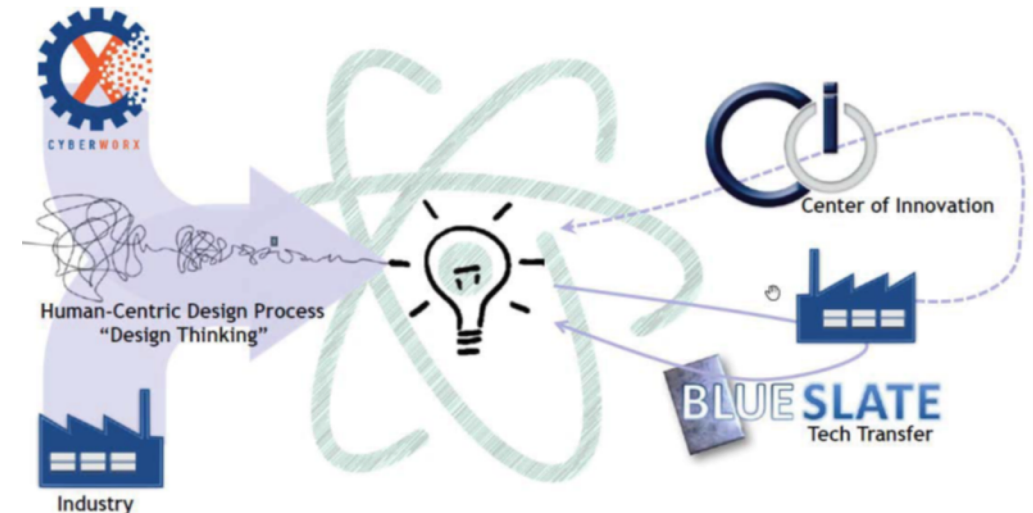 CYBERWORX
Human-Centric Design Process
“Design Thinking”
Industry
Center of Innovation
BLUE SLATE
Tech Transfer